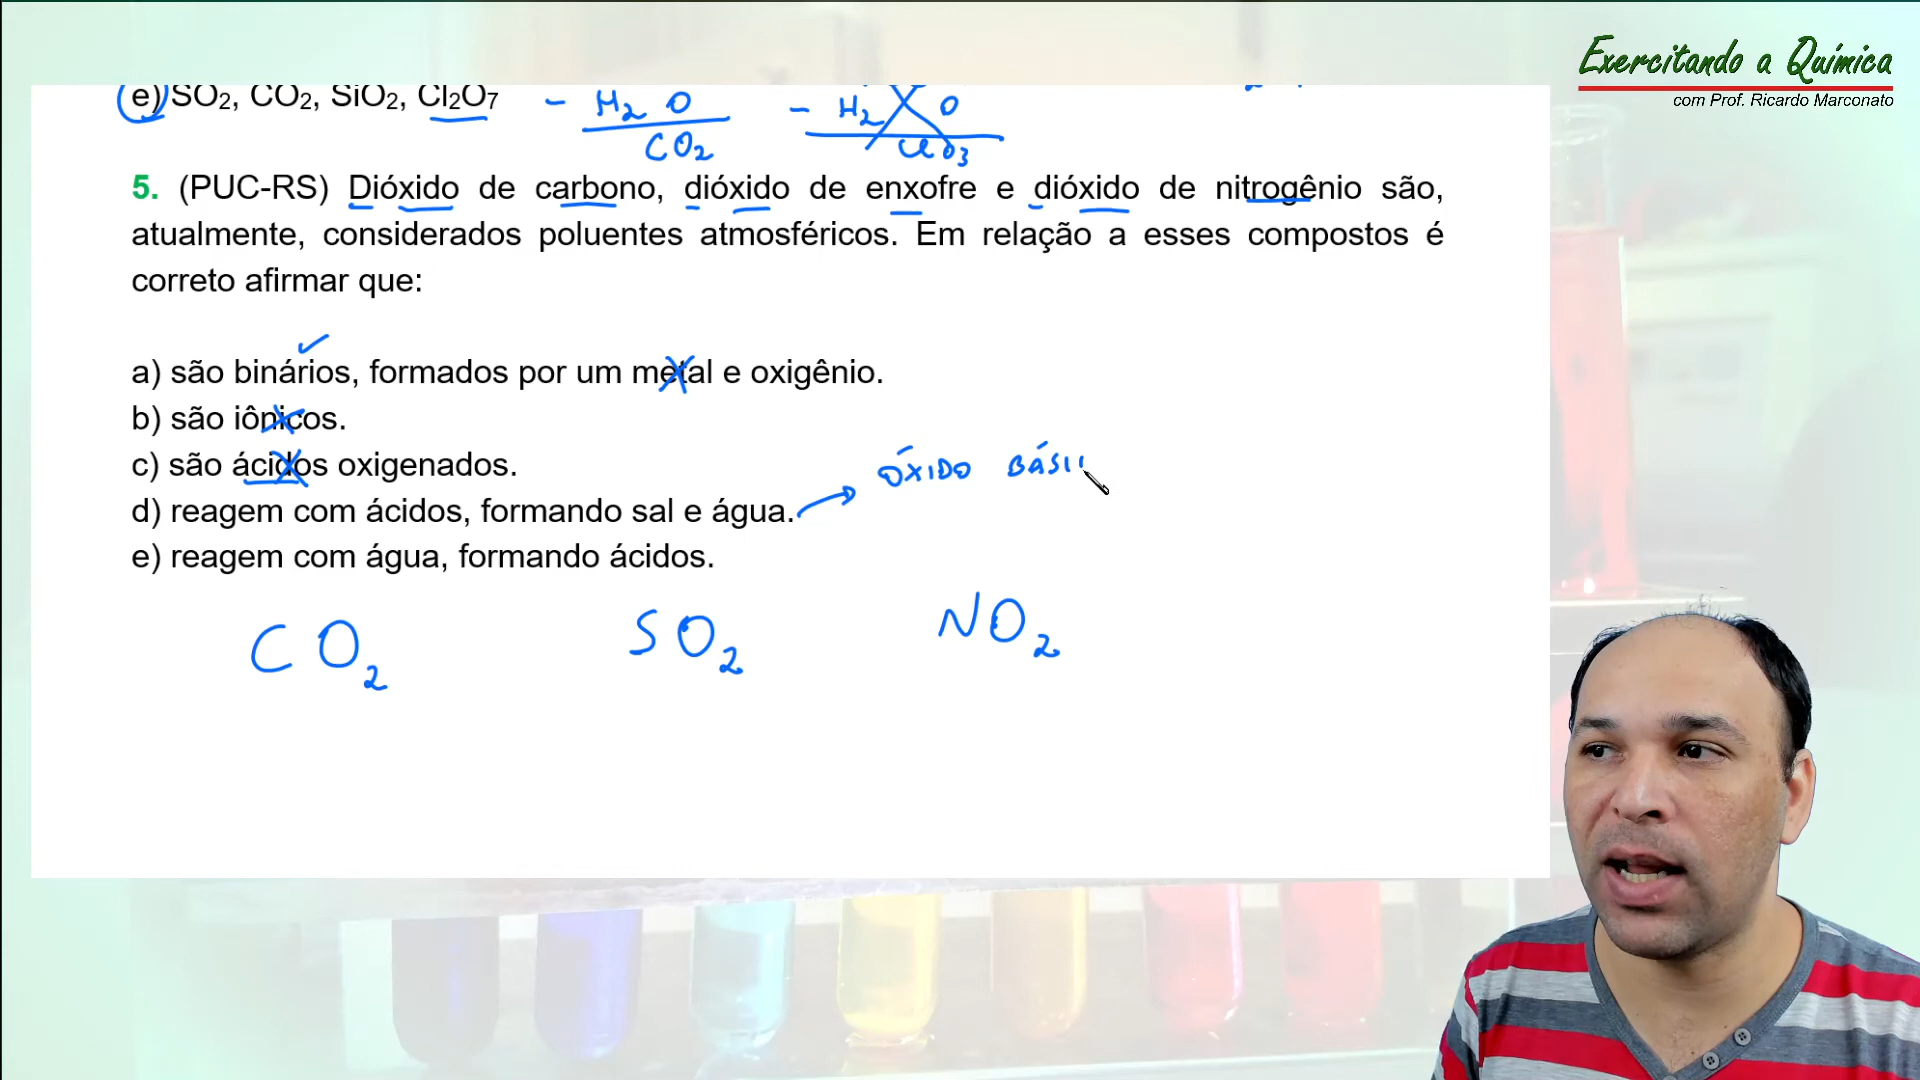 Exercitando a Química
com Prof. Ricardo Marconato
e) SO2, CO2, SiO2, Cl2O7 - H2 O - H2 O
CO2
5. (PUC-RS) Dióxido de carbono, dióxido de enxofre e dióxido de nitrogênio são,
atualmente, considerados poluentes atmosféricos. Em relação a esses compostos é
correto afirmar que:
a) são binários, formados por um metal e oxigênio.
b) são iônicos.
c) são ácidos oxigenados.
ÓXIDO BÁSI
d) reagem com ácidos, formando sal e água.
e) reagem com água, formando ácidos.
CO2 SO2 NO2